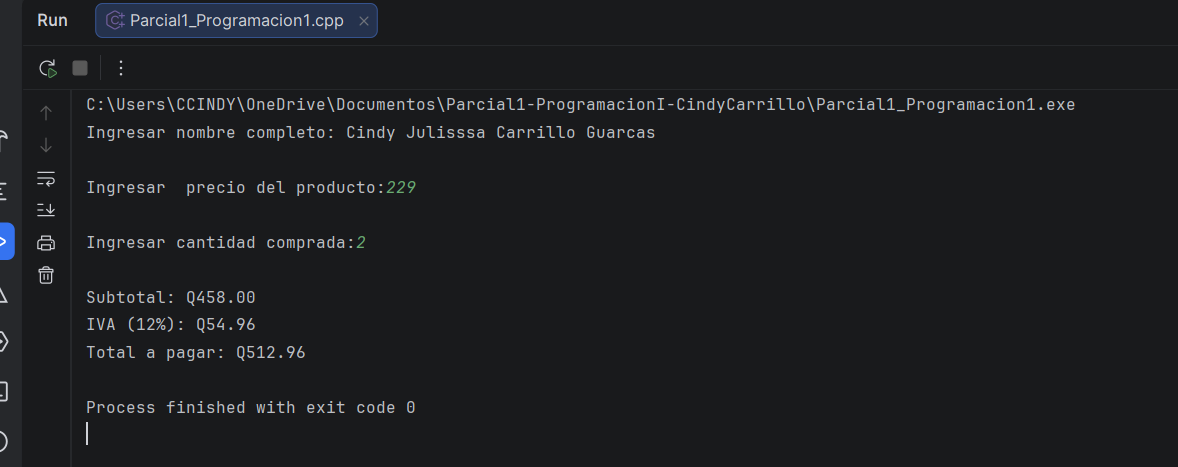 Run
Parcial1_Programacion1.cpp
C:\Users\CCINDY\OneDrive\Documentos\Parcial1-ProgramacionI-CindyCarrillo\Parcial1_Programacion1.exe
Ingresar nombre completo: Cindy Julisssa Carrillo Guarcas
Ingresar  precio del producto:229
Ingresar cantidad comprada:2
Subtotal: Q458.00
IVA (12%): Q54.96
Total a pagar: Q512.96
Process finished with exit code 0